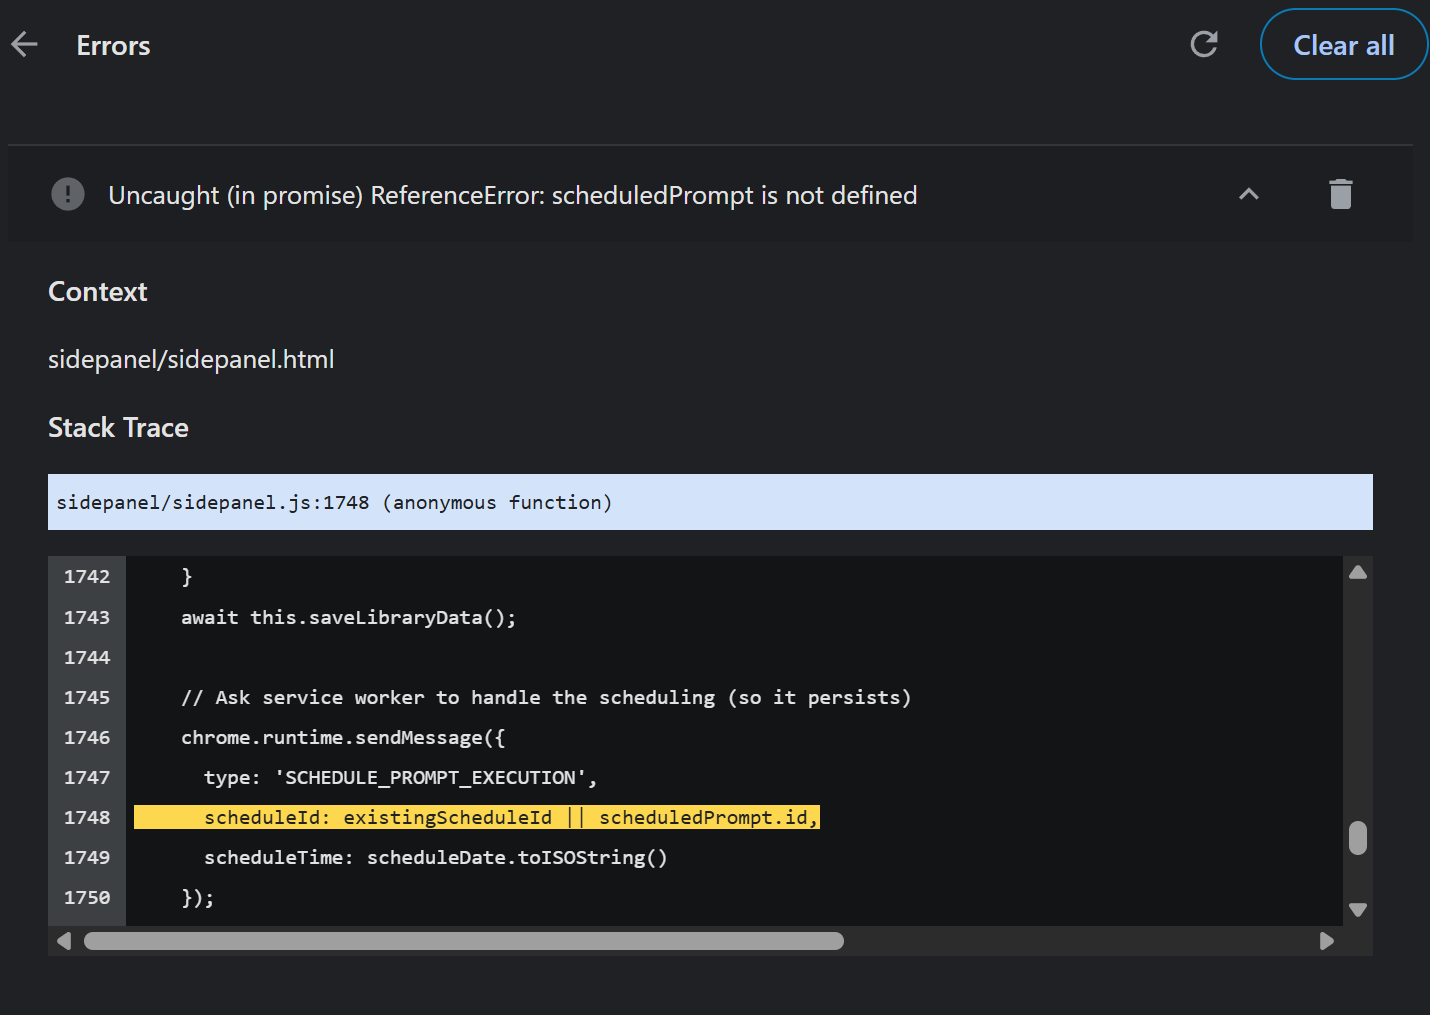 Errors
Clear all
Uncaught (in promise) ReferenceError: scheduledPrompt is not defined
Context
sidepanel/sidepanel.html
Stack Trace
sidepanel/sidepanel.js:1748 (anonymous function)
1742 }
1743 await this.saveLibraryData();
1744
1745 // Ask service worker to handle the scheduling (so it persists)
1746 chrome.runtime.sendMessage({
1747 type: 'SCHEDULE_PROMPT_EXECUTION',
1748 scheduleId: existingScheduleId || scheduledPrompt.id,
1749 scheduleTime: scheduleDate.toISOString()
1750 });